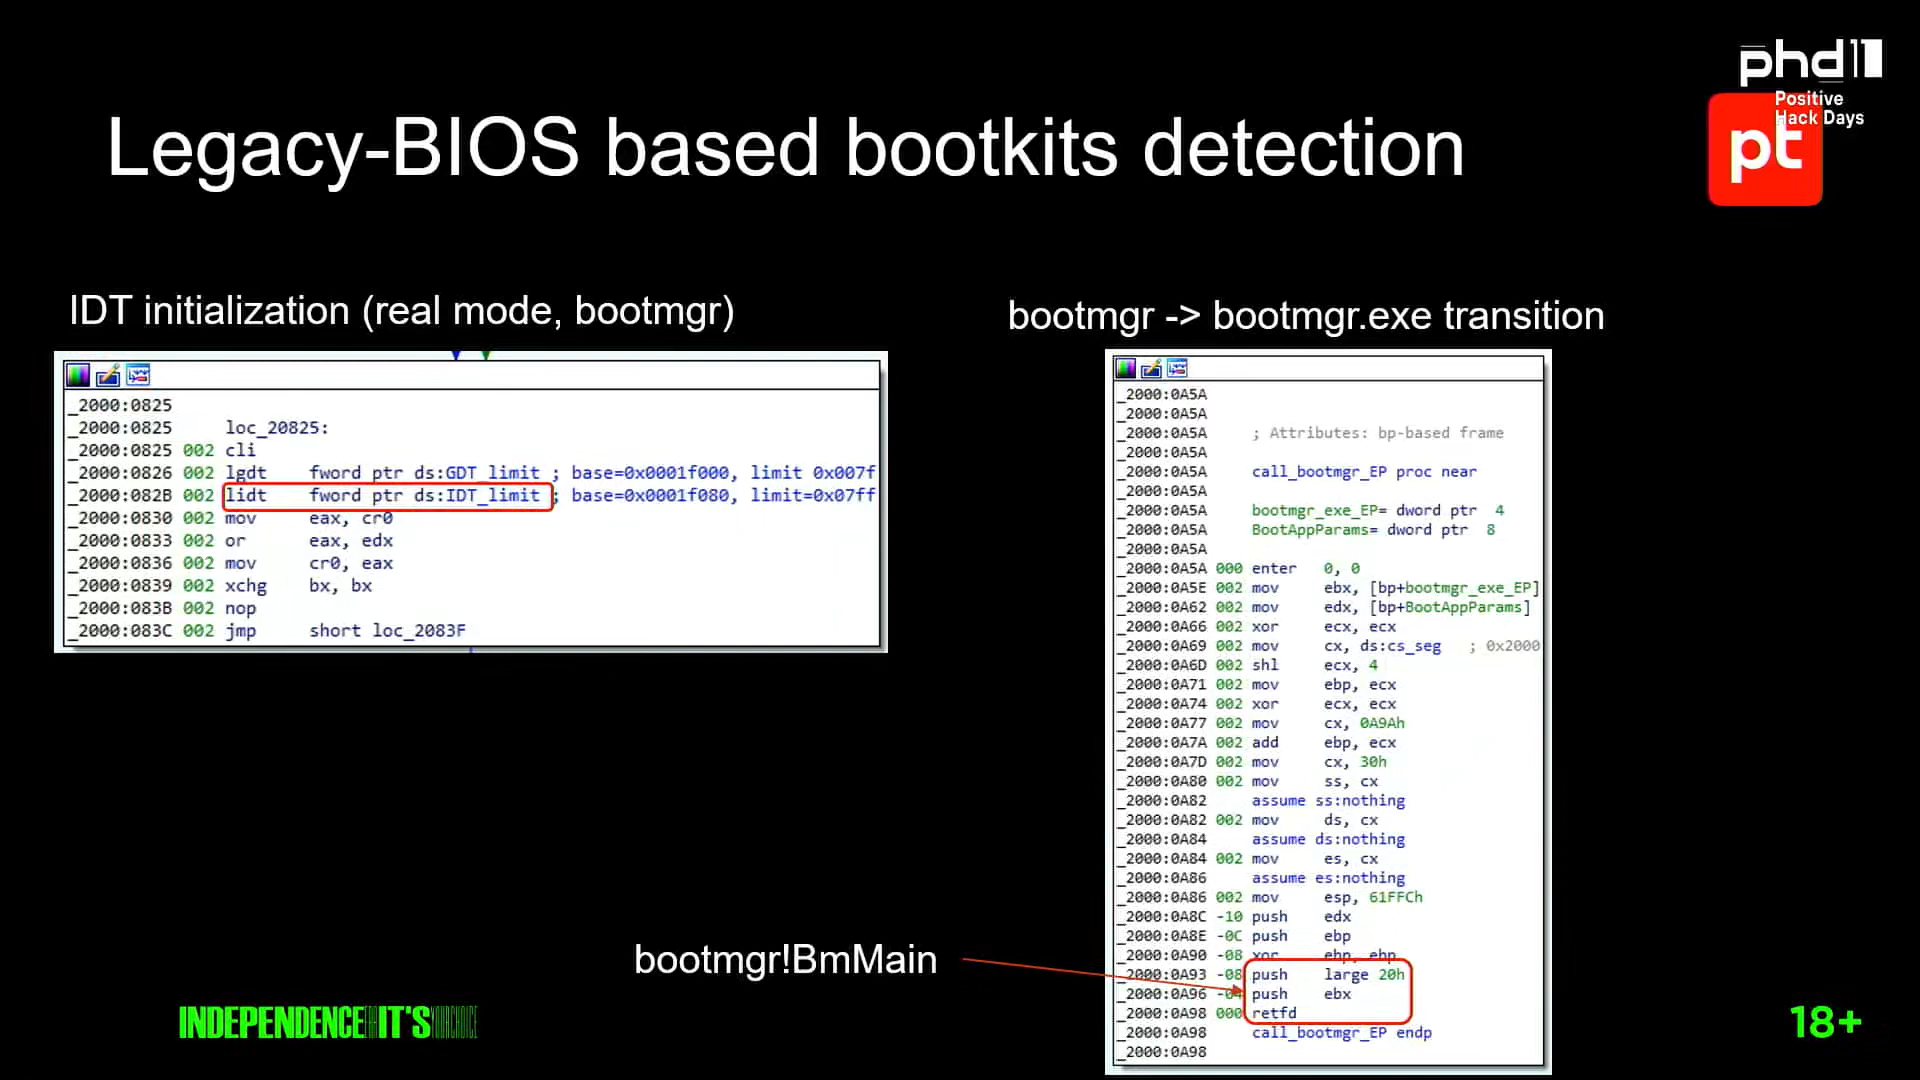 phd11
Positive
Hack Days
pt
Legacy-BIOS based bootkits detection
IDT initialization (real mode, bootmgr)
_2000:0825
_2000:0825 loc_20825:
_2000:0825 002 cli
_2000:0826 002 lgdt fword ptr ds:GDT_limit ; base=0x0001f000, limit 0x007f
_2000:082B 002 lidt fword ptr ds:IDT_limit ; base=0x0001f080, limit=0x07ff
_2000:0830 002 mov eax, cr0
_2000:0833 002 or eax, edx
_2000:0836 002 mov cr0, eax
_2000:0839 002 xchg bx, bx
_2000:083B 002 nop
_2000:083C 002 jmp short loc_2083F
bootmgr -> bootmgr.exe transition
_2000:0A5A
_2000:0A5A
_2000:0A5A ; Attributes: bp-based frame
_2000:0A5A
_2000:0A5A call_bootmgr_EP proc near
_2000:0A5A
_2000:0A5A bootmgr_exe_EP= dword ptr 4
_2000:0A5A BootAppParams= dword ptr 8
_2000:0A5A
_2000:0A5A 000 enter 0, 0
_2000:0A5E 002 mov ebx, [bp+bootmgr_exe_EP]
_2000:0A62 002 mov edx, [bp+BootAppParams]
_2000:0A66 002 xor ecx, ecx
_2000:0A69 002 mov cx, ds:cs_seg ; 0x2000
_2000:0A6D 002 shl ecx, 4
_2000:0A71 002 mov ebp, ecx
_2000:0A74 002 xor ecx, ecx
_2000:0A77 002 mov cx, 0A9Ah
_2000:0A7A 002 add ebp, ecx
_2000:0A7D 002 mov cx, 30h
_2000:0A80 002 mov ss, cx
_2000:0A82 assume ss:nothing
_2000:0A82 002 mov ds, cx
_2000:0A84 assume ds:nothing
_2000:0A84 002 mov es, cx
_2000:0A86 assume es:nothing
_2000:0A86 002 mov esp, 61FFCh
_2000:0A8C -10 push edx
_2000:0A8E -0C push ebp
_2000:0A90 -08 xor ebp, ebp
_2000:0A93 -08 push large 20h
_2000:0A96 -04 push ebx
_2000:0A98 000 retfd
_2000:0A98 call_bootmgr_EP endp
_2000:0A98
bootmgr!BmMain
INDEPENDENCE IT'S
18+